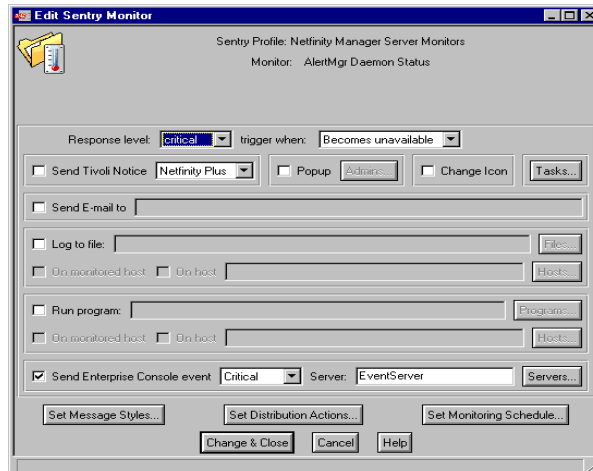 Edit Sentry Monitor
Sentry Profile: Netfinity Manager Server Monitors
Monitor: AlertMgr Daemon Status
Response level: critical trigger when: Becomes unavailable
Send Tivoli Notice Netfinity Plus Popup Admins... Change Icon Tasks...
Send E-mail to
Log to file: Files...
On monitored host On host Hosts...
Run program: Programs...
On monitored host On host Hosts...
Send Enterprise Console event Critical Server: EventServer Servers...
Set Message Styles... Set Distribution Actions... Set Monitoring Schedule...
Change & Close Cancel Help